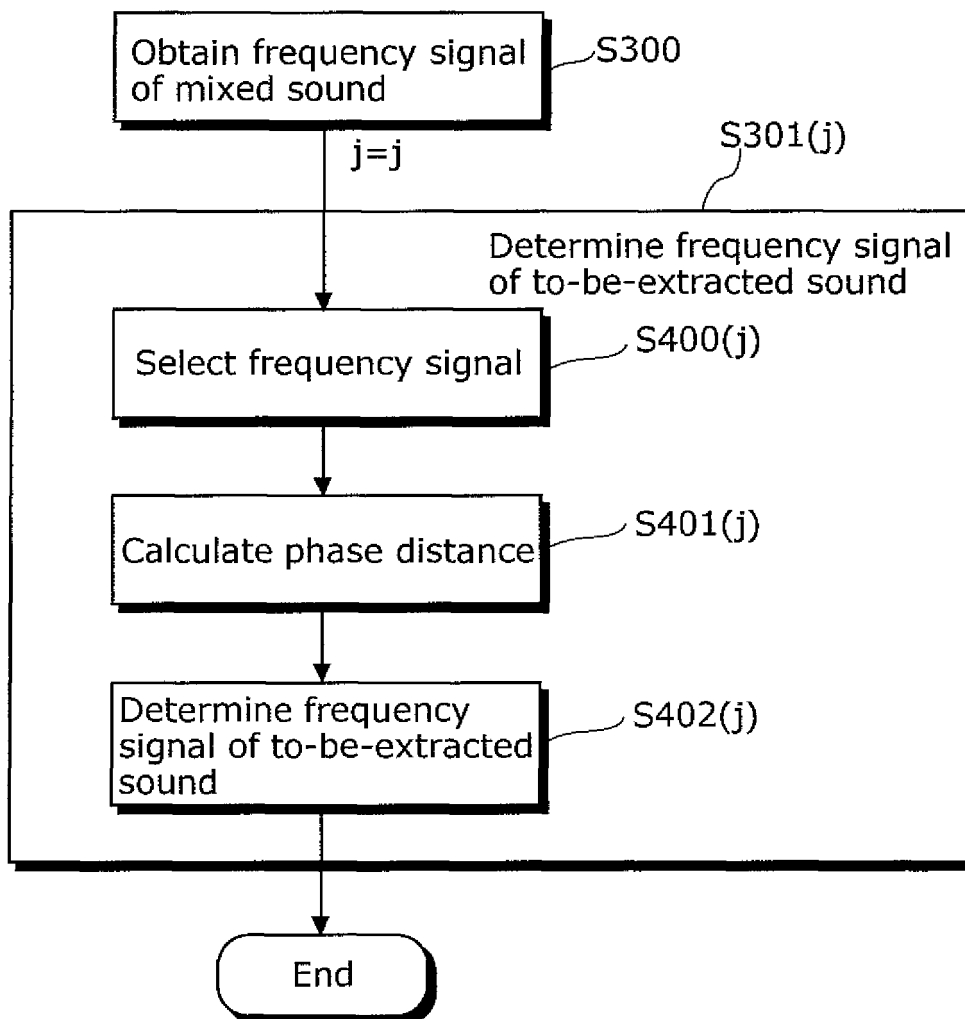 Obtain frequency signal
of mixed sound
S300
j=j
S301(j)
Determine frequency signal
of to-be-extracted sound
Select frequency signal
S400(j)
Calculate phase distance
S401(j)
Determine frequency
signal of to-be-extracted
sound
S402(j)
End